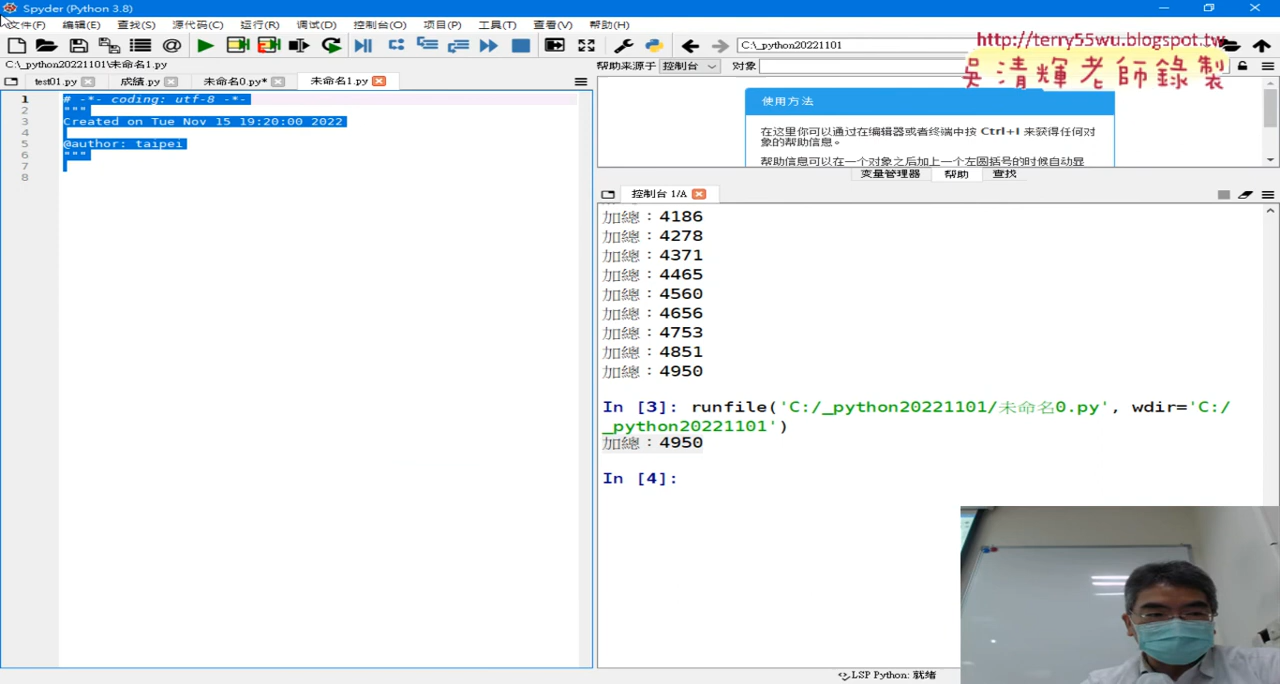 Spyder (Python 3.8)
文件(F) 编辑(E) 查找(S) 源代码(C) 运行(R) 调试(D) 控制台(O) 项目(P) 工具(T) 查看(V) 帮助(H)
C:\_python20221101
http://terry55wu.blogspot.tw
吳清輝老師錄製
C:\_python20221101\未命名1.py
帮助来源于 控制台 对象
test01.py 成績.py 未命名0.py* 未命名1.py
1 # -*- coding: utf-8 -*-
2 """
3 Created on Tue Nov 15 19:20:00 2022
4
5 @author: taipei
6 """
7
8
使用方法
在这里你可以通过在编辑器或者终端中按 Ctrl+I 来获得任何对
象的帮助信息。
帮助信息可以在一个对象之后加上一个左圆括号的时候自动显
变量管理器 帮助 查找
控制台 1/A
加總：4186
加總：4278
加總：4371
加總：4465
加總：4560
加總：4656
加總：4753
加總：4851
加總：4950
In [3]: runfile('C:/_python20221101/未命名0.py', wdir='C:/
_python20221101')
加總：4950
In [4]:
LSP Python: 就绪